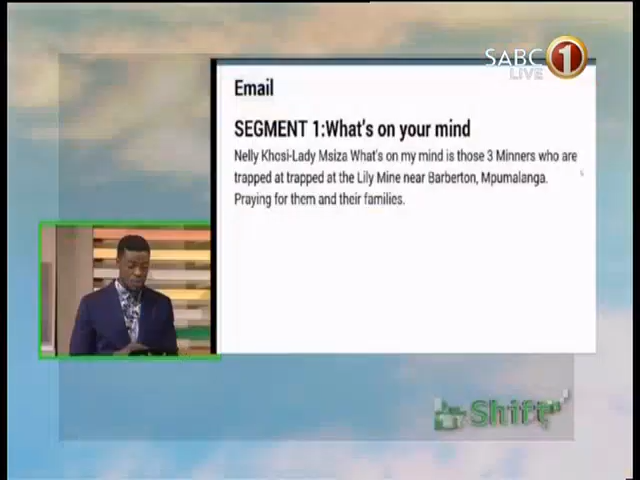 SABC 1
LIVE
Email
SEGMENT 1:What's on your mind
Nelly Khosi-Lady Msiza What's on my mind is those 3 Minners who are
trapped at trapped at the Lily Mine near Barberton, Mpumalanga.
Praying for them and their families.
Shift